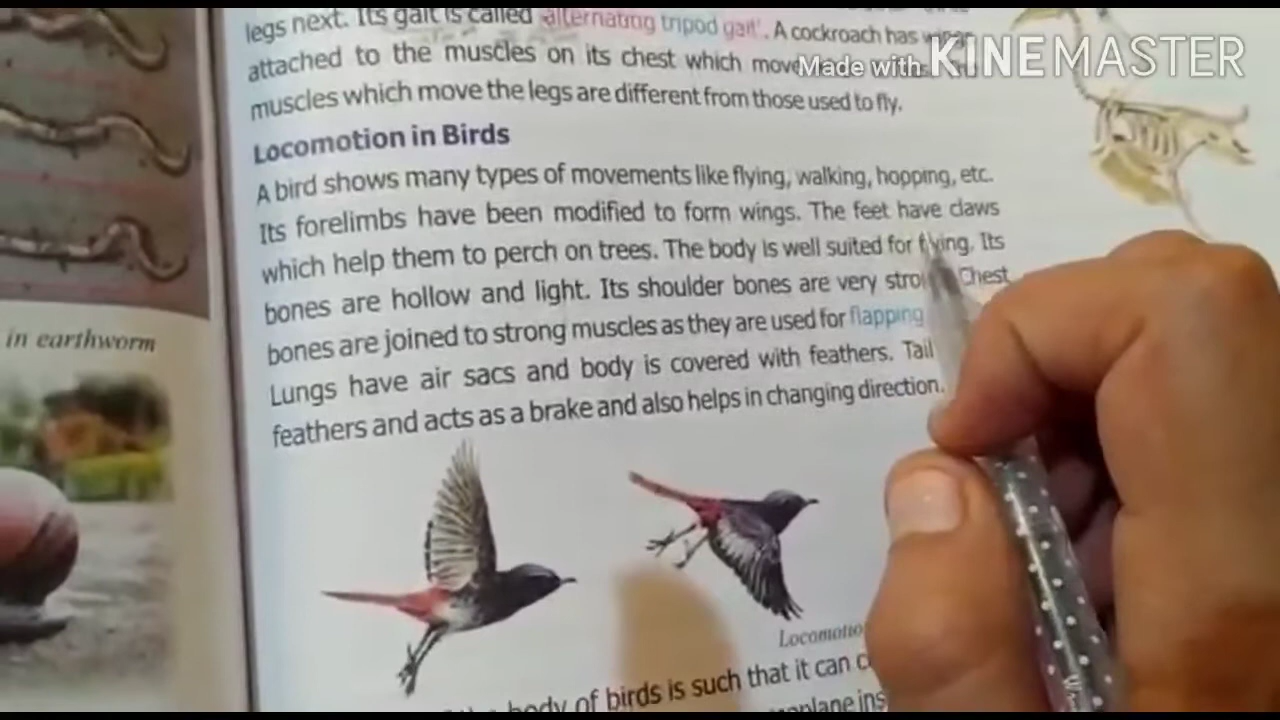 legs next. Its gait is called 'alternating tripod gait'. A cockroach has wings
attached to the muscles on its chest which move
Made with KINEMASTER
muscles which move the legs are different from those used to fly.
Locomotion in Birds
A bird shows many types of movements like flying, walking, hopping, etc.
Its forelimbs have been modified to form wings. The feet have claws
which help them to perch on trees. The body is well suited for flying. Its
bones are hollow and light. Its shoulder bones are very Chest
bones are joined to strong muscles as they are used for flapping
Lungs have air sacs and body is covered with feathers. Tail
feathers and acts as a brake and also helps in changing direction.
in earthworm
body of birds is such that it can